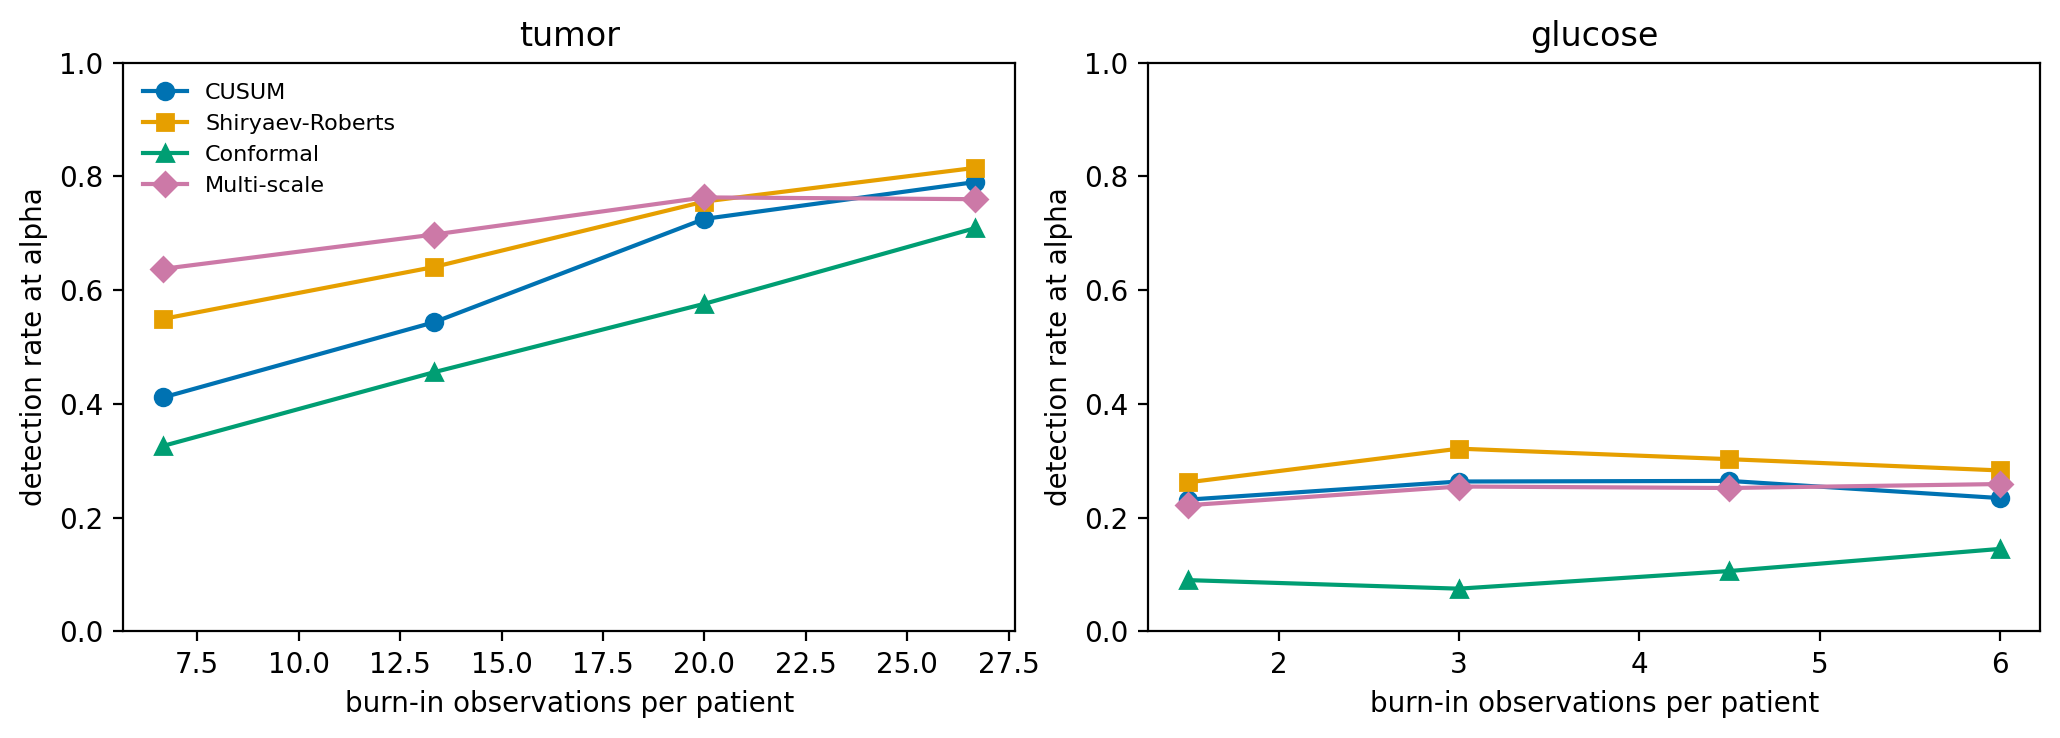 tumor
1.0
0.8
0.6
0.4
0.2
0.0
detection rate at alpha
CUSUM
Shiryaev-Roberts
Conformal
Multi-scale
7.5 10.0 12.5 15.0 17.5 20.0 22.5 25.0 27.5
burn-in observations per patient
glucose
1.0
0.8
0.6
0.4
0.2
0.0
detection rate at alpha
2 3 4 5 6
burn-in observations per patient